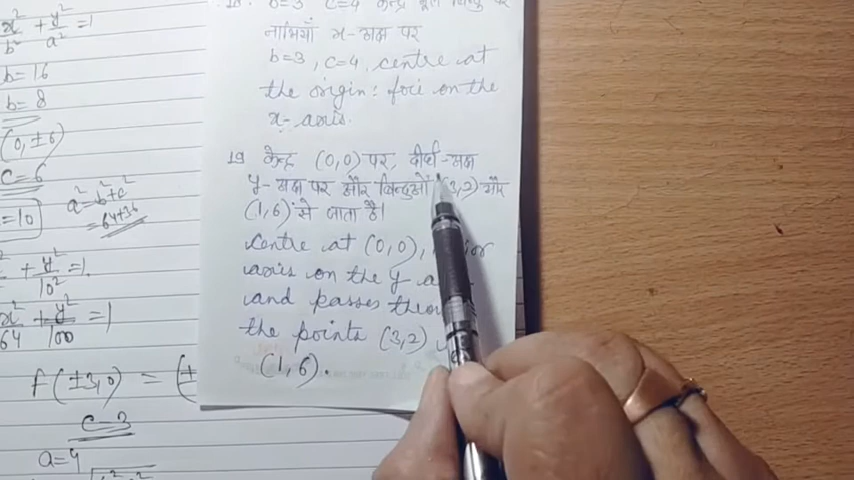 x²/b² + y²/a² = 1
b = 16
b = 8
(0, ±6)
c = 6
a² = b² + c²
= 64+36
= 10
y²/10² = 1.
x²/64 + y²/100 = 1
f(±3,0) = (±
c = 3
a = 4
18. b=3 c=4 केन्द्र मूल बिन्दु पर
नाभियाँ x-अक्ष पर
b=3, c=4, centre at
the origin: foci on the
x-axis.
19 केन्द्र (0,0) पर, दीर्घ-अक्ष
y-अक्ष पर और बिन्दुओं (3,2) और
(1,6) से जाता है।
centre at (0,0),
axis on the y
and passes
the points (3,2)
(1,6).